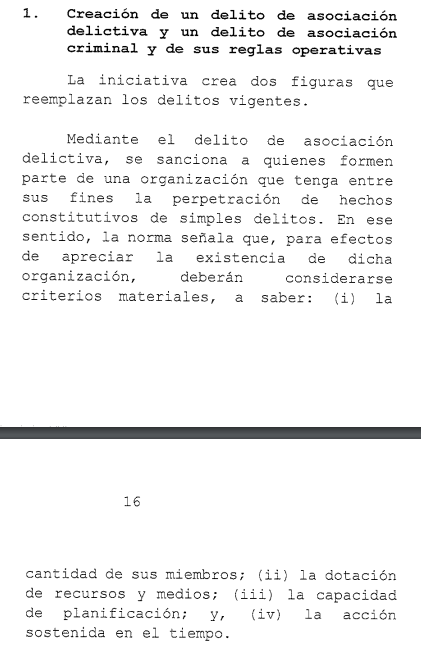 1. Creación de un delito de asociación
delictiva y un delito de asociación
criminal y de sus reglas operativas
La iniciativa crea dos figuras que
reemplazan los delitos vigentes.
Mediante el delito de asociación
delictiva, se sanciona a quienes formen
parte de una organización que tenga entre
sus fines la perpetración de hechos
constitutivos de simples delitos. En ese
sentido, la norma señala que, para efectos
de apreciar la existencia de dicha
organización, deberán considerarse
criterios materiales, a saber: (i) la
16
cantidad de sus miembros; (ii) la dotación
de recursos y medios; (iii) la capacidad
de planificación; y, (iv) la acción
sostenida en el tiempo.